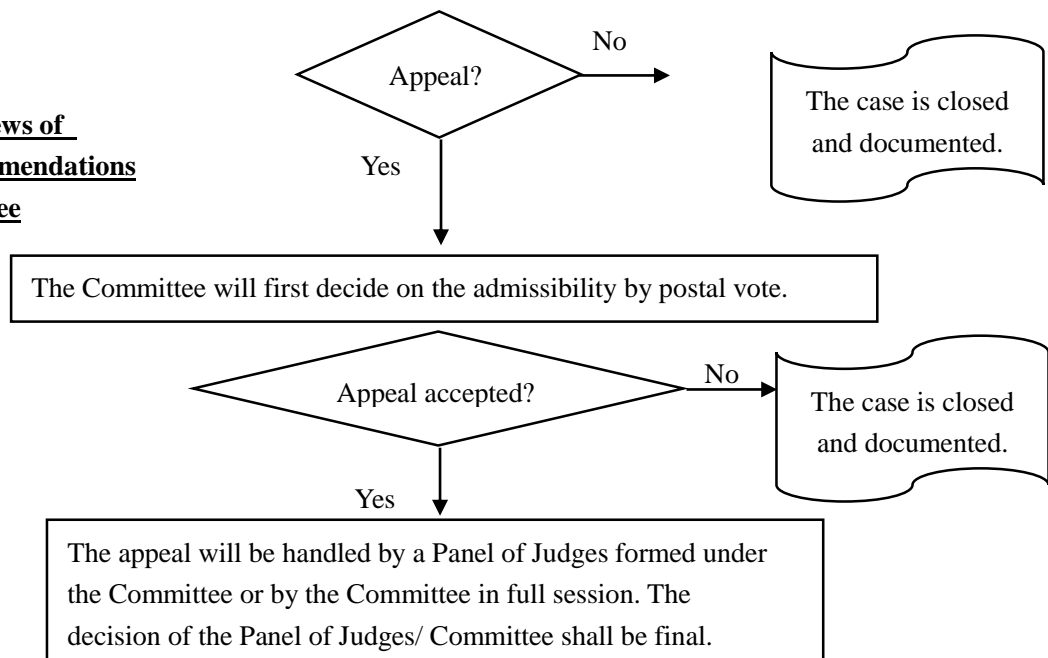 No
Appeal?
The case is closed
and documented.
of
Yes
The Committee will first decide on the admissibility by postal vote.
Appeal accepted?
No
The case is closed
and documented.
Yes
The appeal will be handled by a Panel of Judges formed under
the Committee or by the Committee in full session. The
decision of the Panel of Judges/ Committee shall be final.